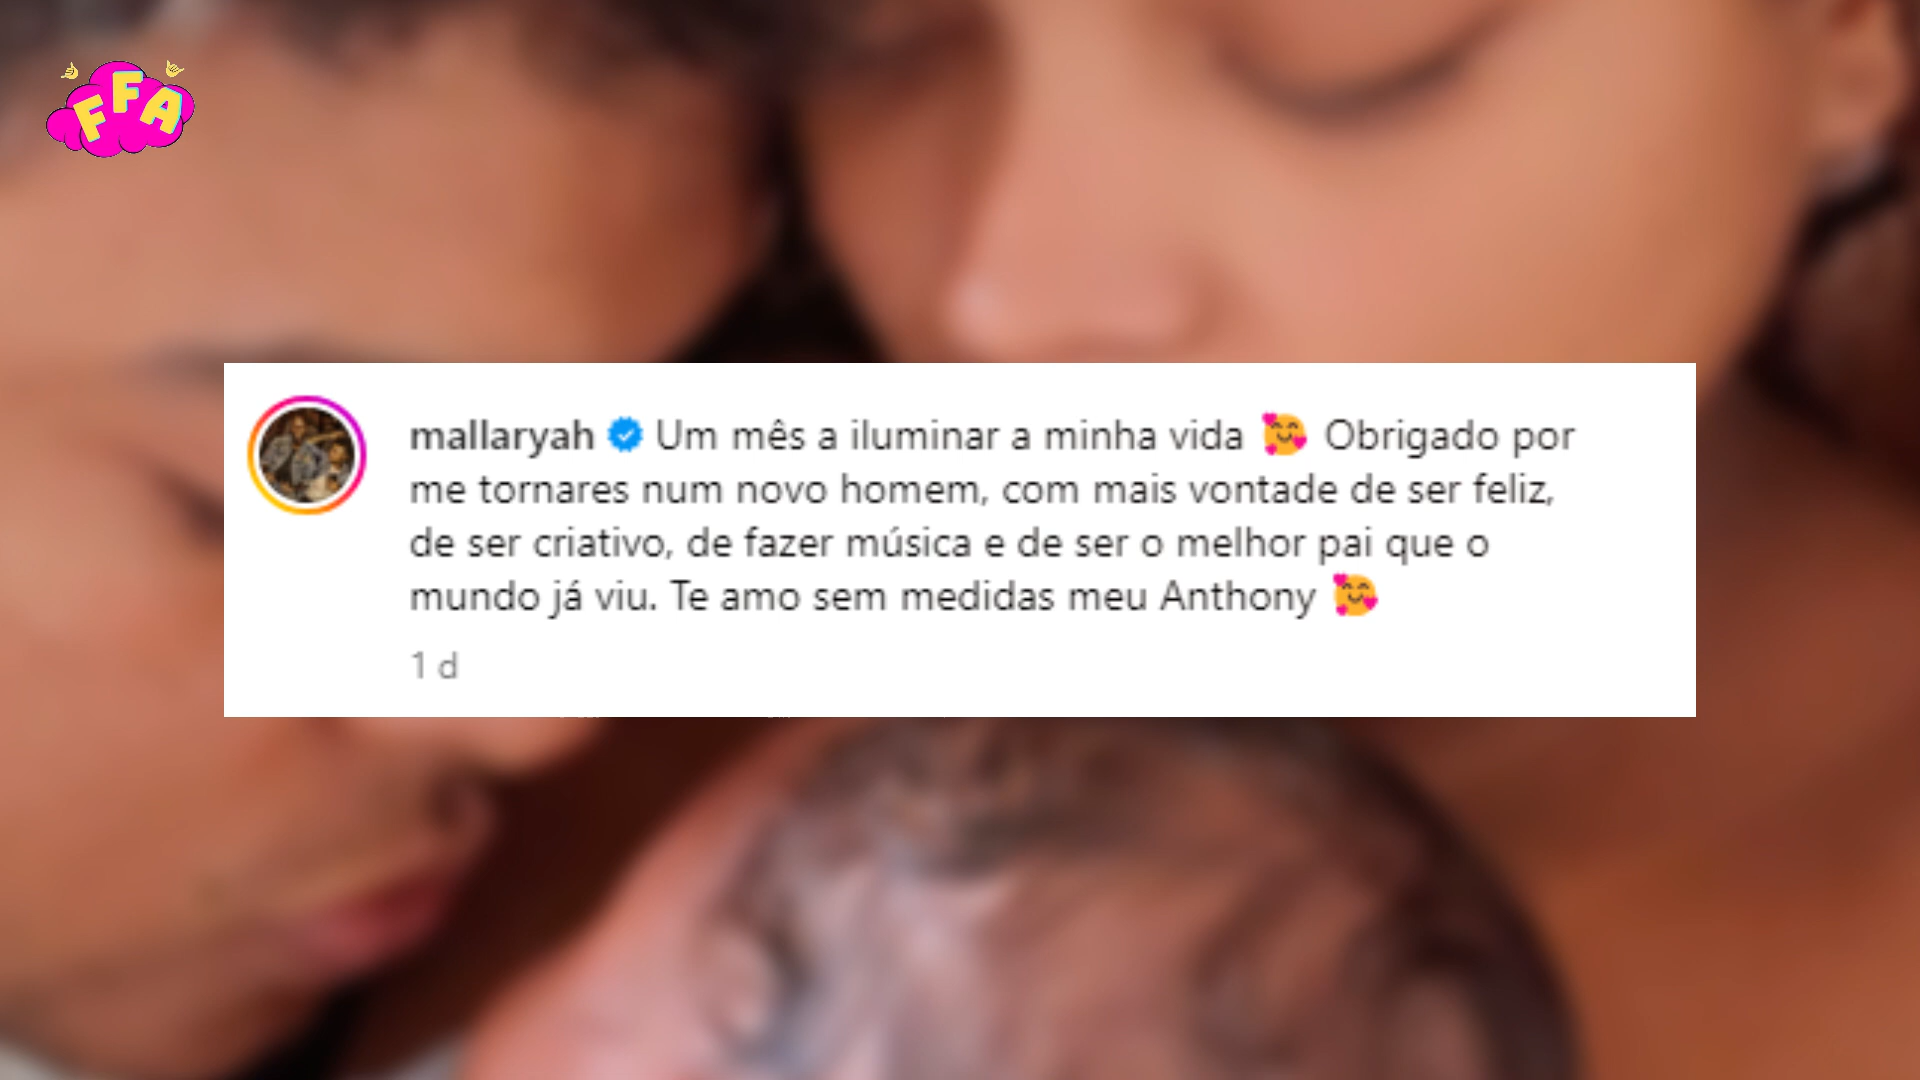 FFA
mallaryah Um mês a iluminar a minha vida 🥰 Obrigado por
me tornares num novo homem, com mais vontade de ser feliz,
de ser criativo, de fazer música e de ser o melhor pai que o
mundo já viu. Te amo sem medidas meu Anthony 🥰
1 d